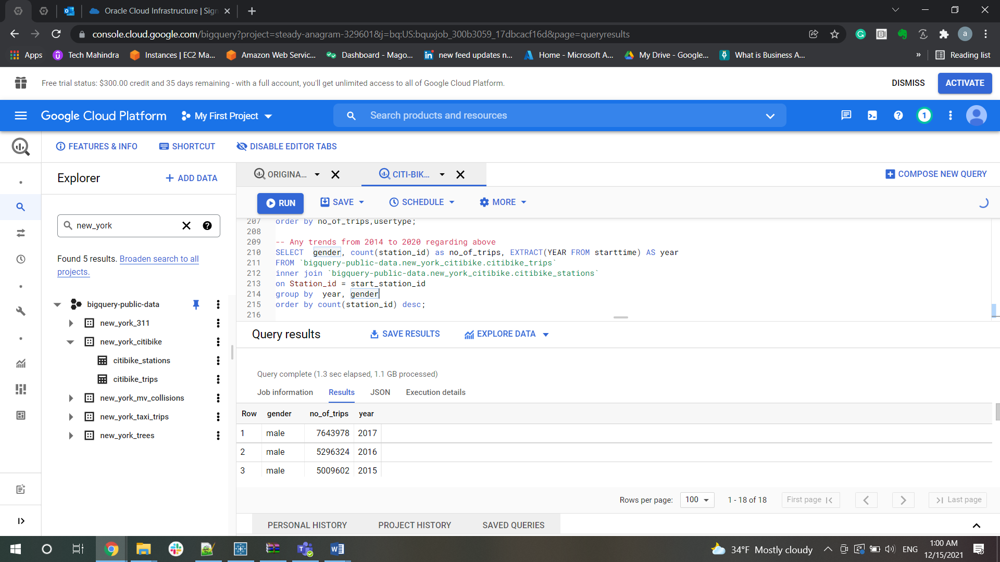 Oracle Cloud Infrastructure | Sign
console.cloud.google.com/bigquery?project=steady-anagram-329601&j=bq:US:bquxjob_300b3059_17dbcacf16d&page=queryresults
a
Apps
Tech Mahindra
Instances | EC2 Ma...
Amazon Web Servic...
Dashboard - Mago...
new feed updates n...
Home - Microsoft A...
My Drive - Google...
What is Business A...
»
Reading list
Free trial status: $300.00 credit and 35 days remaining - with a full account, you'll get unlimited access to all of Google Cloud Platform.
DISMISS
ACTIVATE
Google Cloud Platform
My First Project
Search products and resources
1
FEATURES & INFO
SHORTCUT
DISABLE EDITOR TABS
Explorer
+ ADD DATA
new_york
Found 5 results. Broaden search to all
projects.
bigquery-public-data
new_york_311
new_york_citibike
citibike_stations
citibike_trips
new_york_mv_collisions
new_york_taxi_trips
new_york_trees
ORIGINA...
CITI-BIK...
COMPOSE NEW QUERY
RUN
SAVE
SCHEDULE
MORE
207 order by no_of_trips,usertype;
208
209 -- Any trends from 2014 to 2020 regarding above
210 SELECT  gender, count(station_id) as no_of_trips, EXTRACT(YEAR FROM starttime) AS year
211 FROM `bigquery-public-data.new_york_citibike.citibike_trips`
212 inner join `bigquery-public-data.new_york_citibike.citibike_stations`
213 on Station_id = start_station_id
214 group by  year, gender
215 order by count(station_id) desc;
216
Query results
SAVE RESULTS
EXPLORE DATA
Query complete (1.3 sec elapsed, 1.1 GB processed)
Job information
Results
JSON
Execution details
Row gender no_of_trips year
1 male 7643978 2017
2 male 5296324 2016
3 male 5009602 2015
Rows per page: 100
1 - 18 of 18
First page
Last page
PERSONAL HISTORY
PROJECT HISTORY
SAVED QUERIES
34°F Mostly cloudy
ENG
1:00 AM
12/15/2021